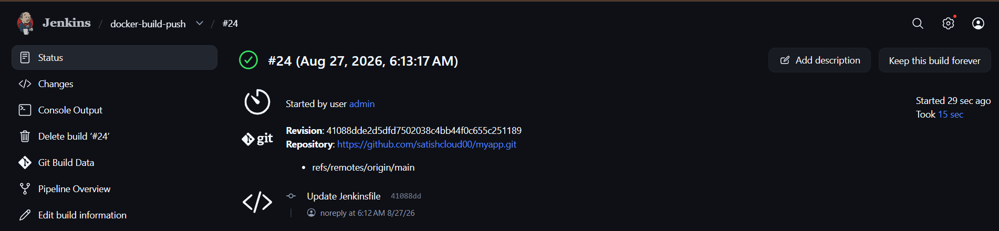 Jenkins / docker-build-push / #24
Status
Changes
Console Output
Delete build ‘#24’
Git Build Data
Pipeline Overview
Edit build information
#24 (Aug 27, 2026, 6:13:17 AM)
Add description
Keep this build forever
Started by user admin
Started 29 sec ago
Took 15 sec
git
Revision: 41088dde2d5dfd7502038c4bb44f0c655c251189
Repository: https://github.com/satishcloud00/myapp.git
• refs/remotes/origin/main
Update Jenkinsfile 41088dd
noreply at 6:12 AM 8/27/26